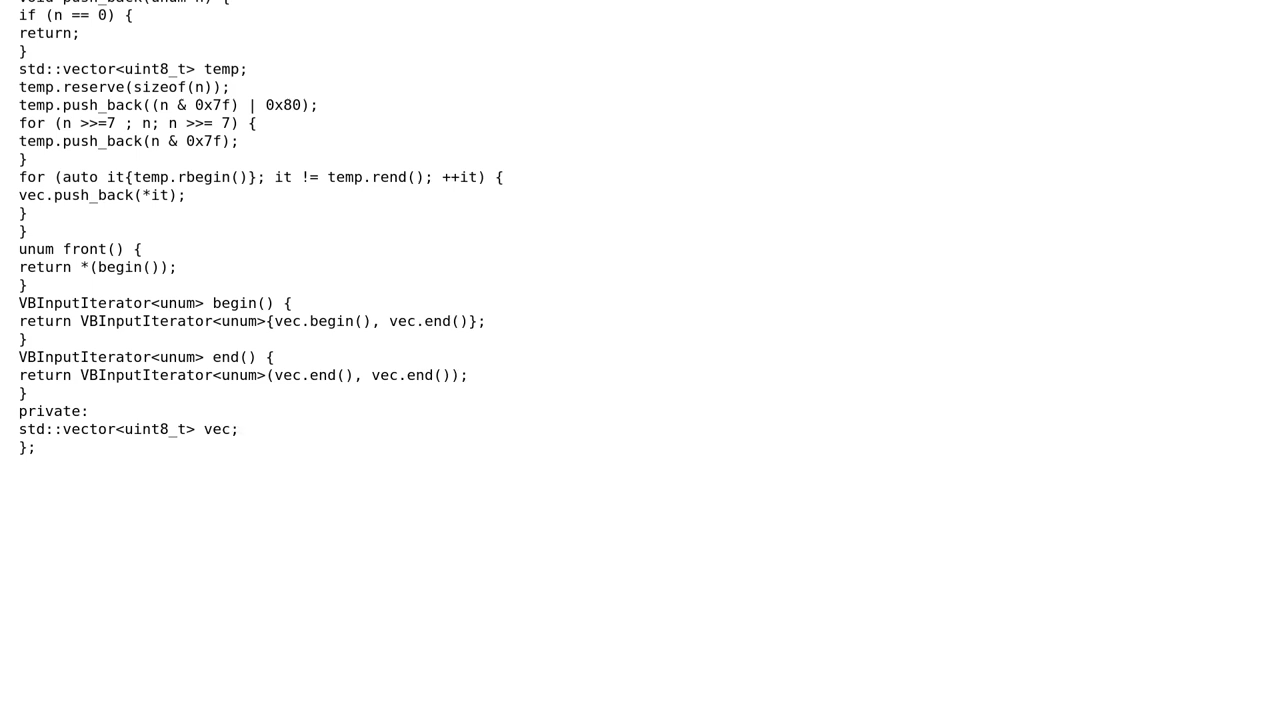 void push_back(unum n) {
if (n == 0) {
return;
}
std::vector<uint8_t> temp;
temp.reserve(sizeof(n));
temp.push_back((n & 0x7f) | 0x80);
for (n >>=7 ; n; n >>= 7) {
temp.push_back(n & 0x7f);
}
for (auto it{temp.rbegin()}; it != temp.rend(); ++it) {
vec.push_back(*it);
}
}
unum front() {
return *(begin());
}
VBInputIterator<unum> begin() {
return VBInputIterator<unum>{vec.begin(), vec.end()};
}
VBInputIterator<unum> end() {
return VBInputIterator<unum>(vec.end(), vec.end());
}
private:
std::vector<uint8_t> vec;
};